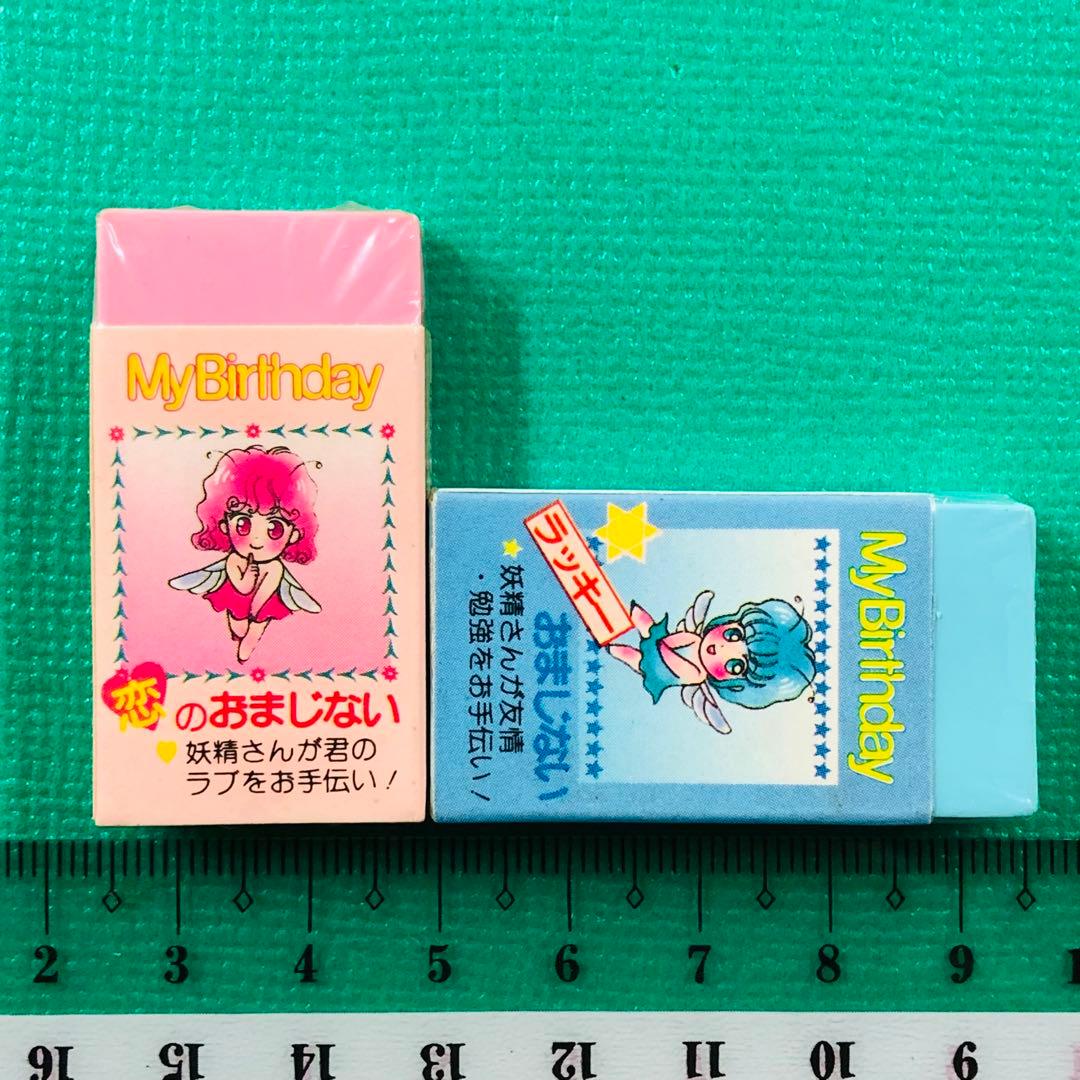 MyBirthday
恋のおまじない
妖精さんが君の
ラブをお手伝い!
MyBirthday
ラッキー
おまじない
妖精さんが友情
・勉強をお手伝い!
2 3 4 5 6 7 8 9 1
16 15 14 13 12 11 10 9